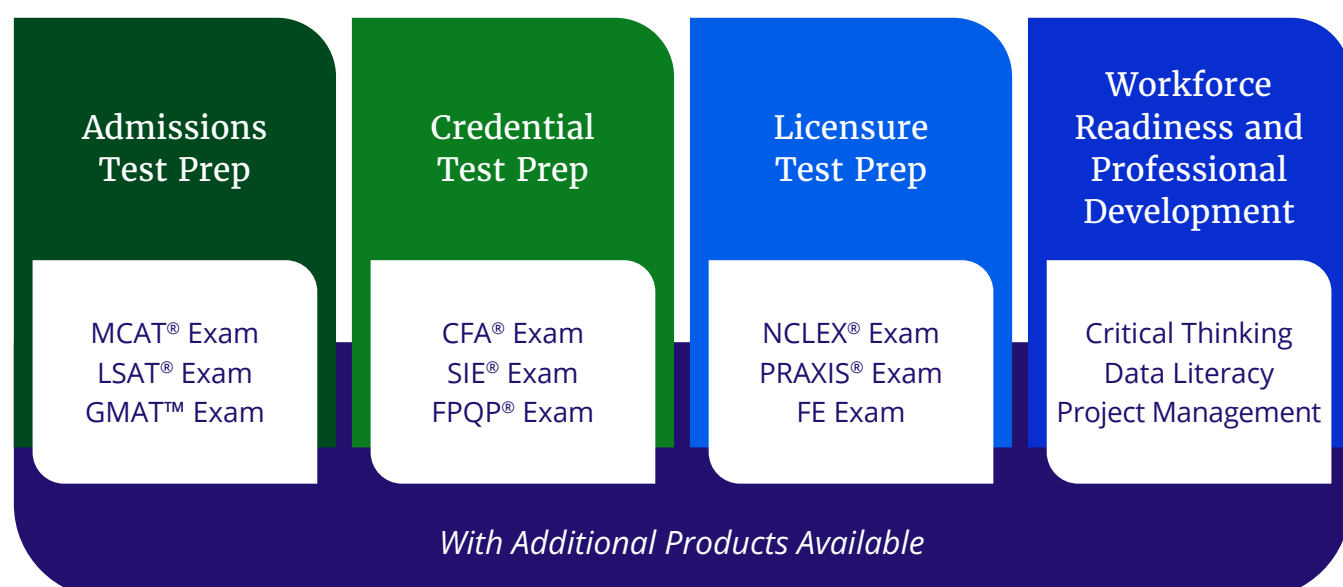 Admissions
Test Prep
MCAT® Exam
LSAT® Exam
GMAT™ Exam
Credential
Test Prep
CFA® Exam
SIE® Exam
FPQP® Exam
Licensure
Test Prep
NCLEX® Exam
PRAXIS® Exam
FE Exam
Workforce
Readiness and
Professional
Development
Critical Thinking
Data Literacy
Project Management
With Additional Products Available